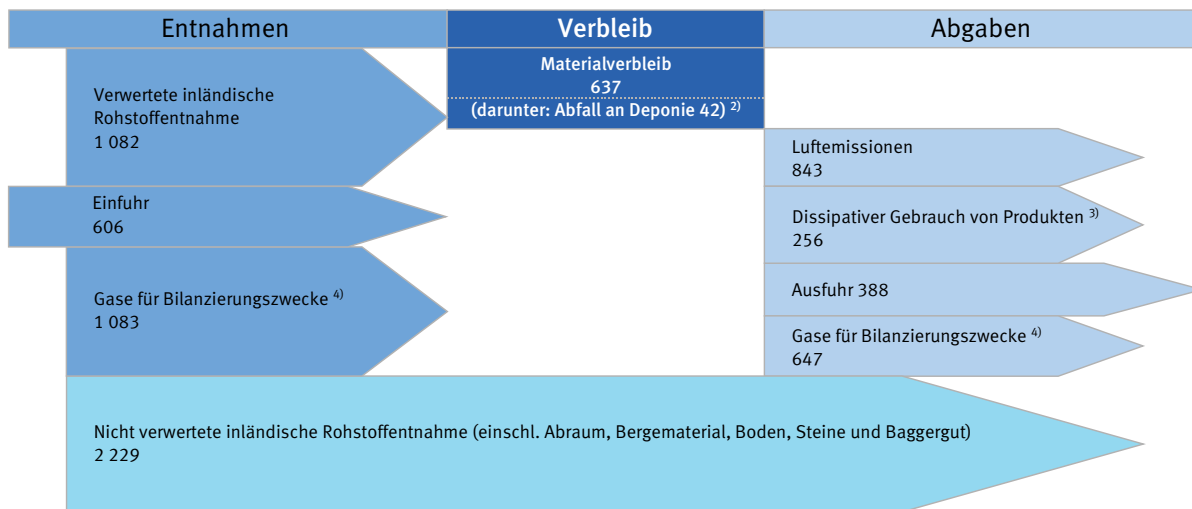 Entnahmen
Verbleib
Abgaben
Verwertete inländische
Rohstoffentnahme
1 082
Materialverbleib
637
(darunter: Abfall an Deponie 42) 2)
Luftemissionen
843
Einfuhr
606
Dissipativer Gebrauch von Produkten 3)
256
Gase für Bilanzierungszwecke 4)
1 083
Ausfuhr 388
Gase für Bilanzierungszwecke 4)
647
Nicht verwertete inländische Rohstoffentnahme (einschl. Abraum, Bergematerial, Boden, Steine und Baggergut)
2 229